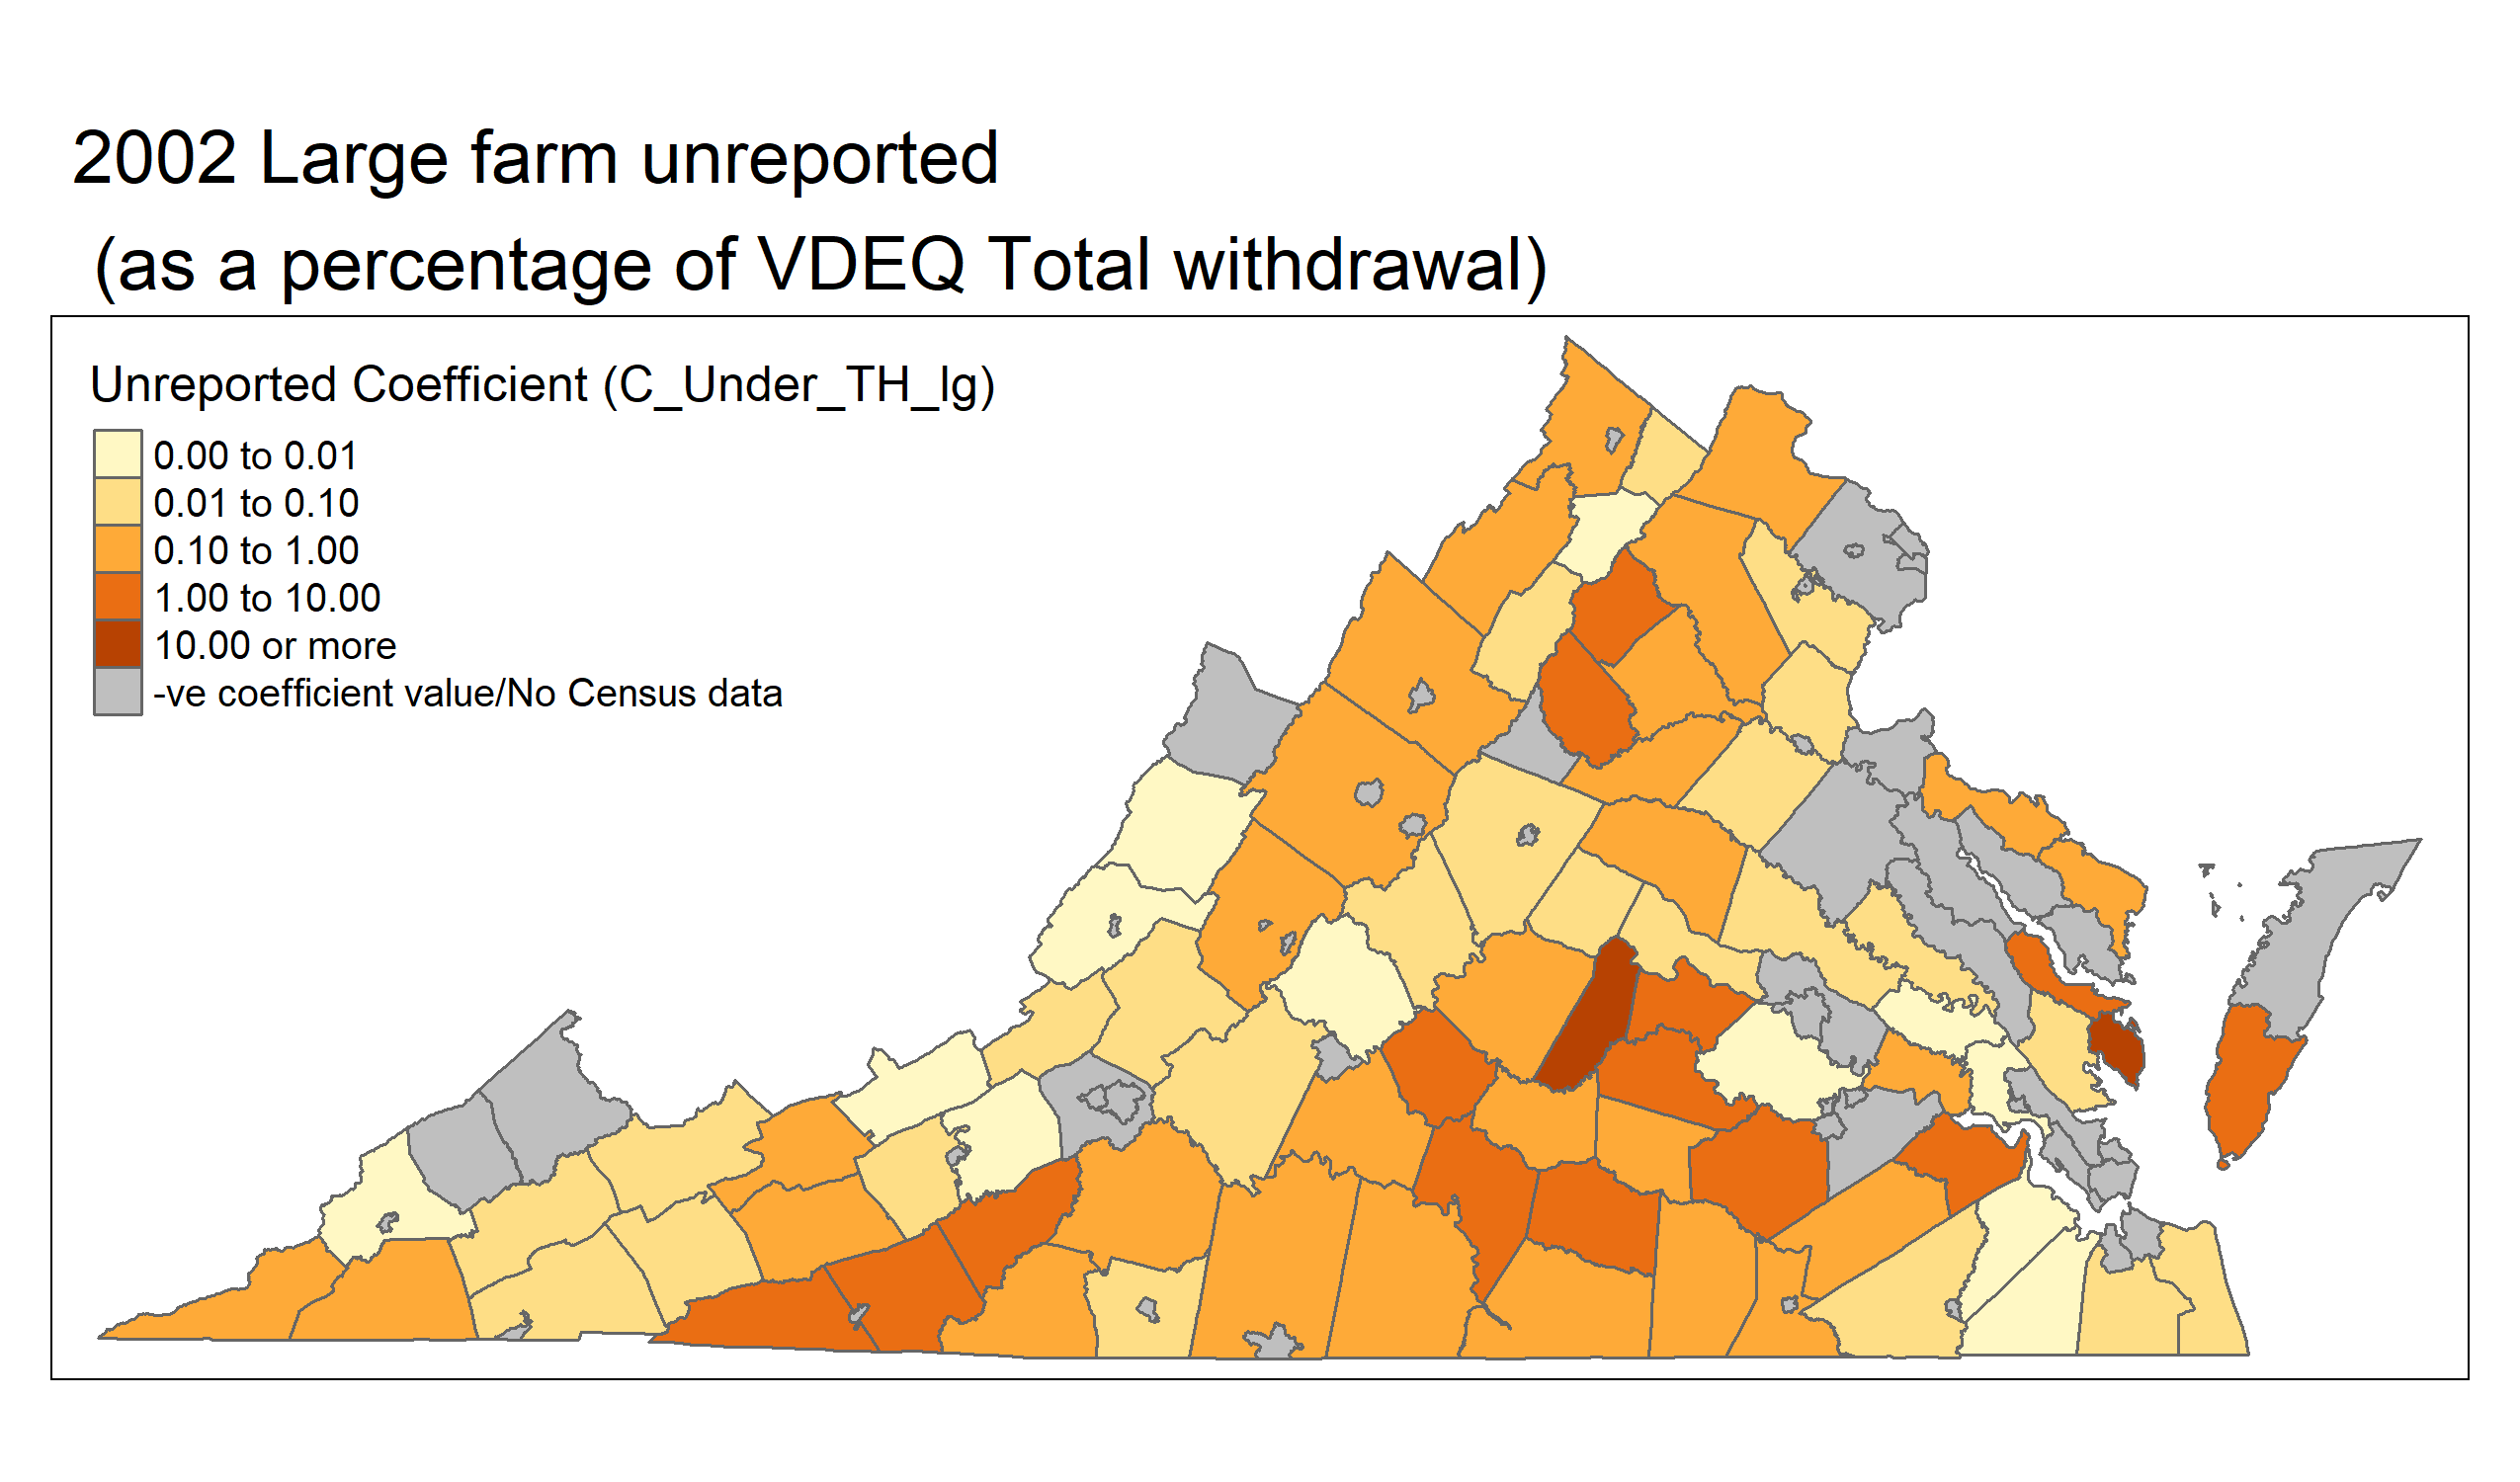 2002 Large farm unreported
(as a percentage of VDEQ Total withdrawal)
Unreported Coefficient (C_Under_TH_lg)
0.00 to 0.01
0.01 to 0.10
0.10 to 1.00
1.00 to 10.00
10.00 or more
-ve coefficient value/No Census data